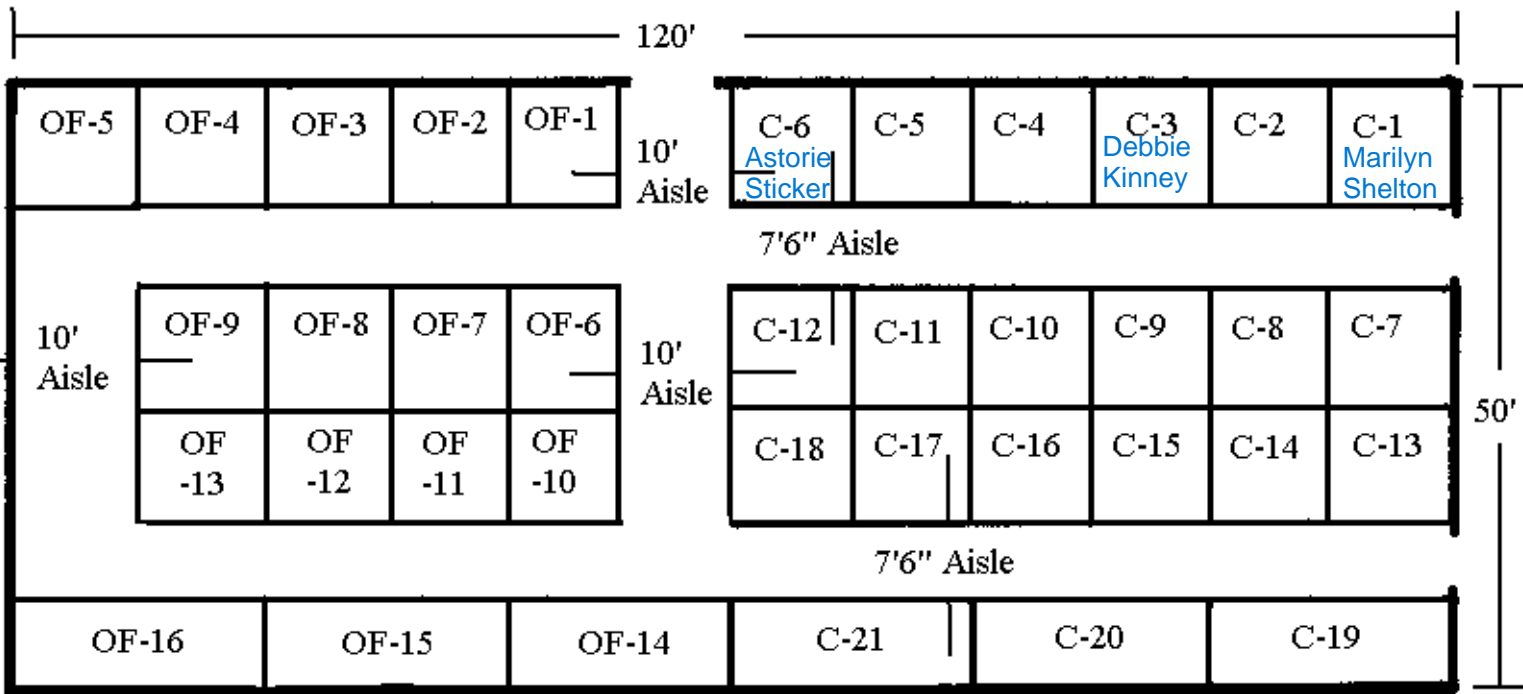 120'
OF-5 OF-4 OF-3 OF-2 OF-1
10'
Aisle
C-6 C-5 C-4 C-3 C-2 C-1
Astorie
Sticker
Debbie
Kinney
Marilyn
Shelton
7'6" Aisle
10'
Aisle
OF-9 OF-8 OF-7 OF-6
10'
Aisle
C-12 C-11 C-10 C-9 C-8 C-7
50'
OF
-13
OF
-12
OF
-11
OF
-10
C-18 C-17 C-16 C-15 C-14 C-13
7'6" Aisle
OF-16 OF-15 OF-14 C-21 C-20 C-19